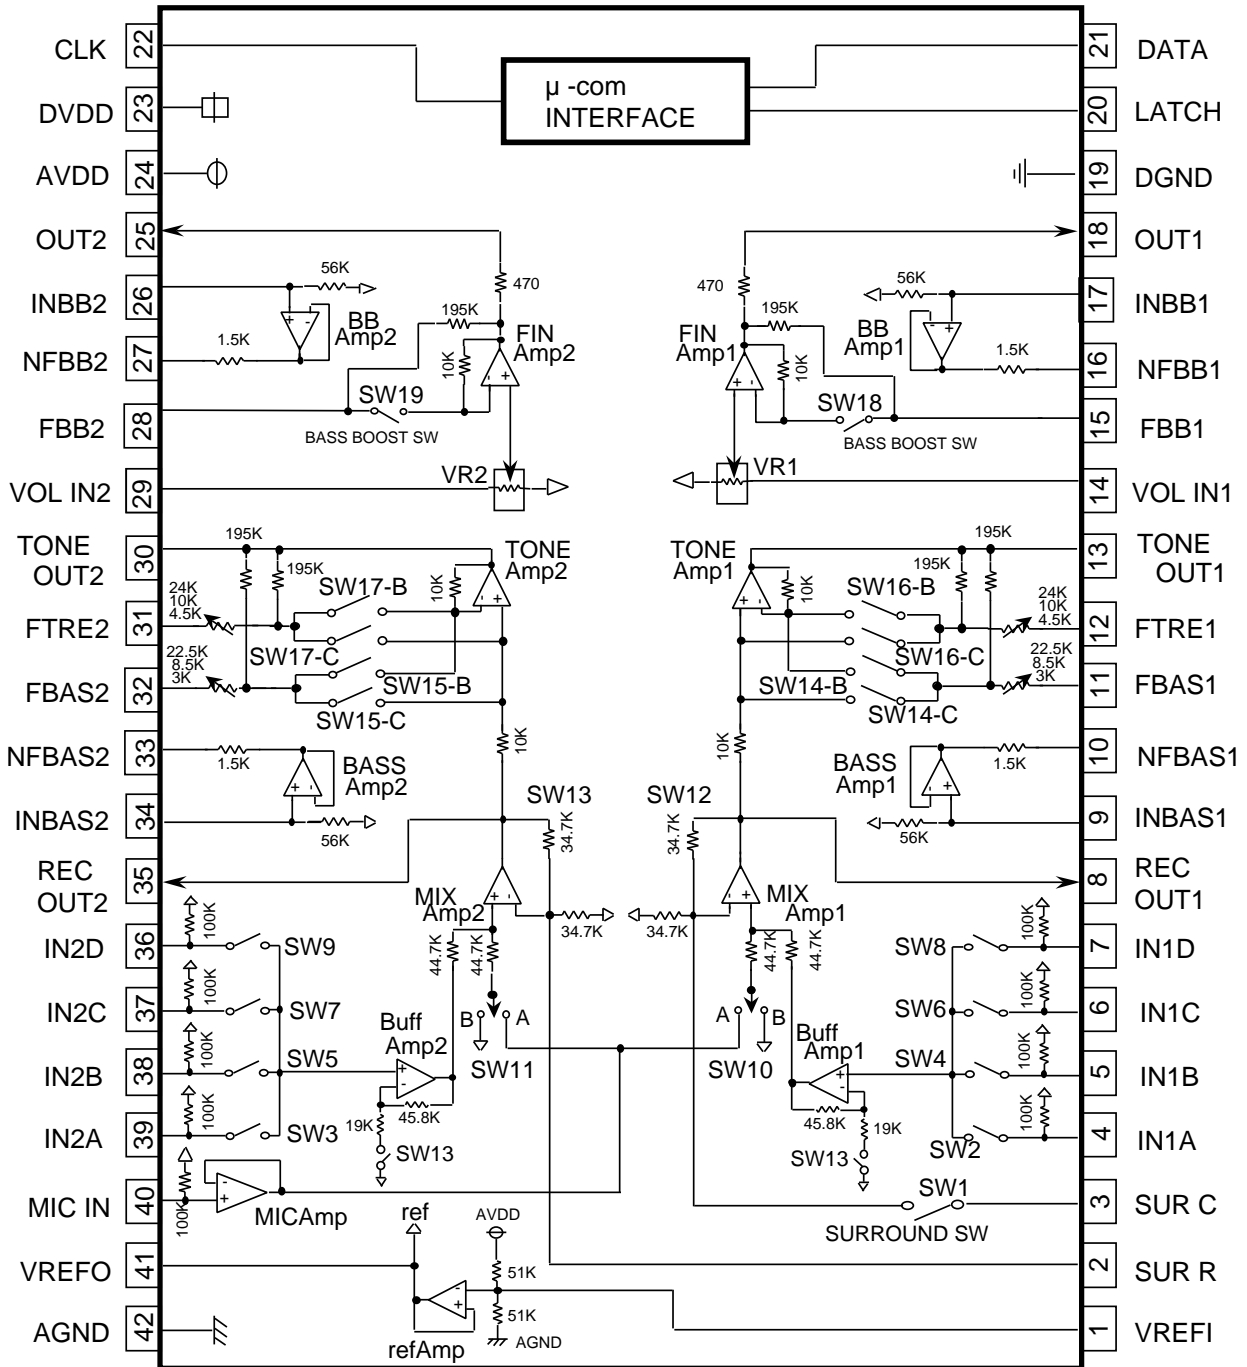 CLK
22
21
DATA
µ -com
INTERFACE
DVDD
23
20
LATCH
AVDD
24
19
DGND
OUT2
25
18
OUT1
56K
470
470
56K
INBB2
26
195K
195K
17
INBB1
+ -
BB
Amp2
FIN
Amp2
FIN
Amp1
BB
Amp1
- +
1.5K
1.5K
NFBB2
27
10K
- +
+ -
10K
16
NFBB1
SW19
SW18
FBB2
28
BASS BOOST SW
BASS BOOST SW
15
FBB1
VR2
VR1
VOL IN2
29
14
VOL IN1
195K
195K
TONE
OUT2
30
TONE
Amp2
TONE
Amp1
13
TONE
OUT1
195K
195K
24K
10K
4.5K
SW17-B
10K
- +
+ -
10K
SW16-B
24K
10K
4.5K
FTRE2
31
12
FTRE1
22.5K
8.5K
3K
SW17-C
SW16-C
22.5K
8.5K
3K
FBAS2
32
SW15-B
SW14-B
11
FBAS1
SW15-C
SW14-C
NFBAS2
33
1.5K
10K
10K
1.5K
10
NFBAS1
BASS
Amp2
+ -
BASS
Amp1
- +
SW13
SW12
INBAS2
34
56K
34.7K
34.7K
56K
9
INBAS1
REC
OUT2
35
8
REC
OUT1
MIX
Amp2
+ -
- +
MIX
Amp1
100K
34.7K
34.7K
100K
IN2D
36
SW9
44.7K
44.7K
44.7K
44.7K
SW8
7
IN1D
100K
100K
IN2C
37
SW7
B
A
A
B
SW6
6
IN1C
100K
Buff
Amp2
SW11
SW10
Buff
Amp1
100K
IN2B
38
SW5
+
-
+
-
SW4
5
IN1B
100K
45.8K
45.8K
100K
IN2A
39
SW3
19K
19K
SW2
4
IN1A
SW13
SW13
MIC IN
40
100K
-
+
MICAmp
SW1
3
SUR C
SURROUND SW
ref
AVDD
VREFO
41
51K
2
SUR R
-
+
51K
AGND
42
refAmp
AGND
1
VREFI